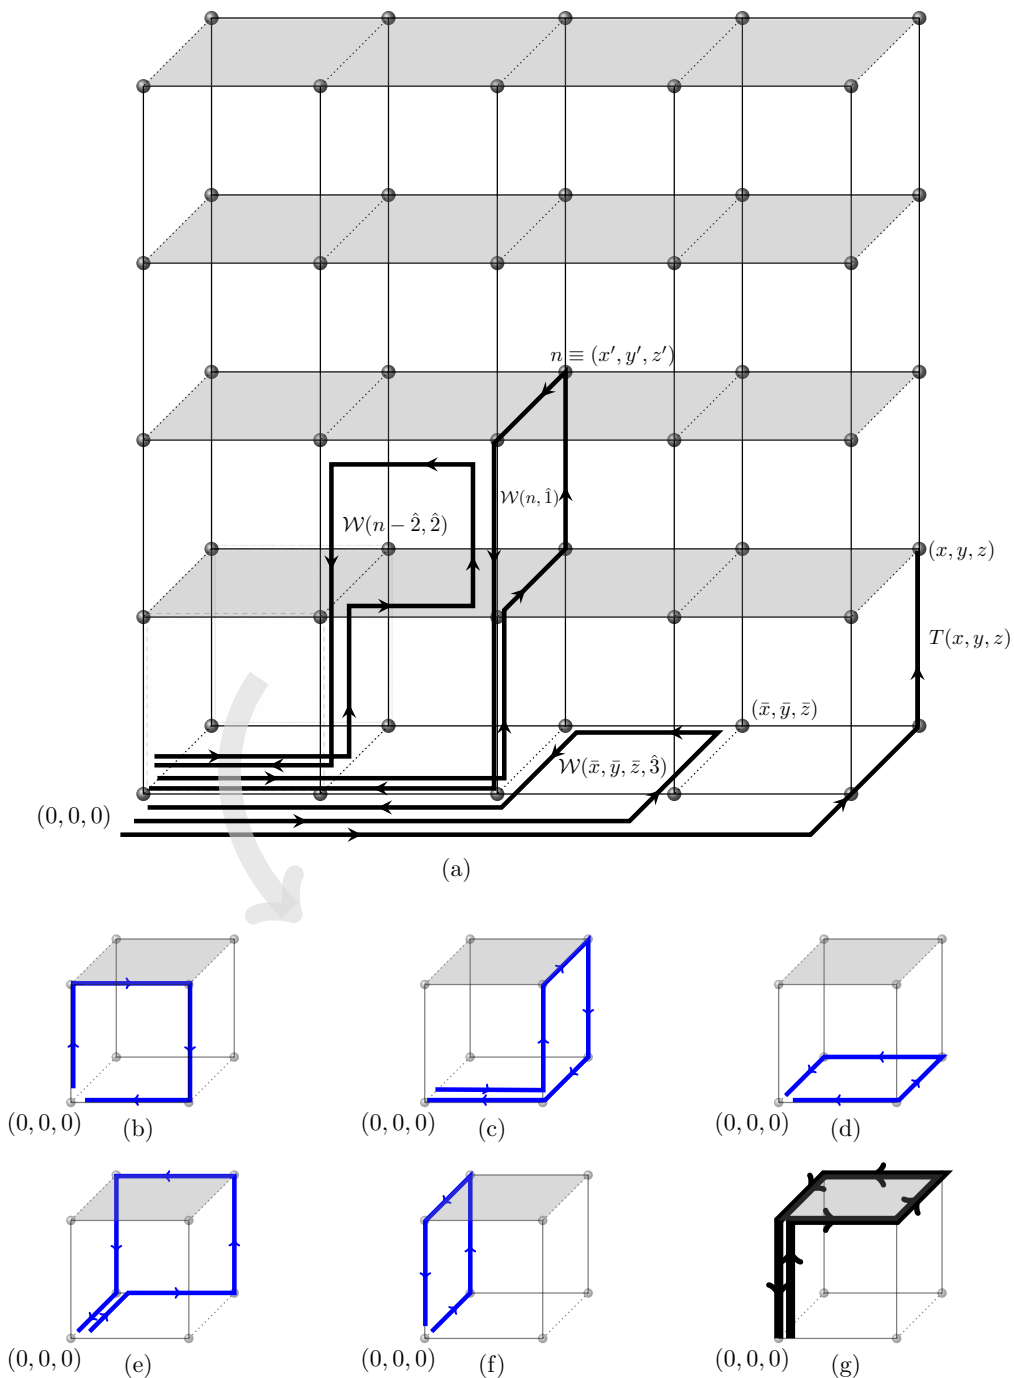 n ≡ (x′, y′, z′)
𝒲(n, 1̂)
𝒲(n − 2̂, 2̂)
(x, y, z)
T(x, y, z)
(x̄, ȳ, z̄)
𝒲(x̄, ȳ, z̄, 3̂)
(0, 0, 0)
(a)
(0, 0, 0) (b) (0, 0, 0) (c) (0, 0, 0) (d)
(0, 0, 0) (e) (0, 0, 0) (f) (0, 0, 0) (g)